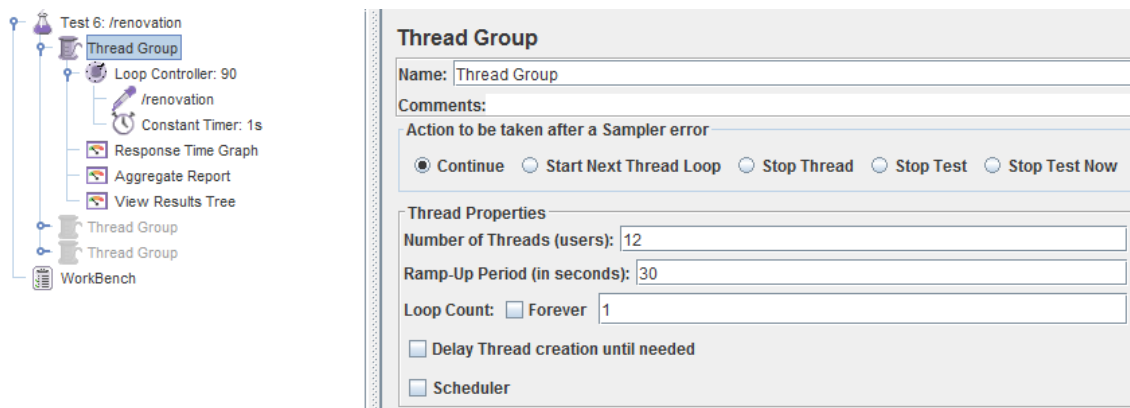 Test 6: /renovation
Thread Group
Loop Controller: 90
/renovation
Constant Timer: 1s
Response Time Graph
Aggregate Report
View Results Tree
Thread Group
Thread Group
WorkBench
Thread Group
Name: Thread Group
Comments:
Action to be taken after a Sampler error
Continue Start Next Thread Loop Stop Thread Stop Test Stop Test Now
Thread Properties
Number of Threads (users): 12
Ramp-Up Period (in seconds): 30
Loop Count: Forever 1
Delay Thread creation until needed
Scheduler